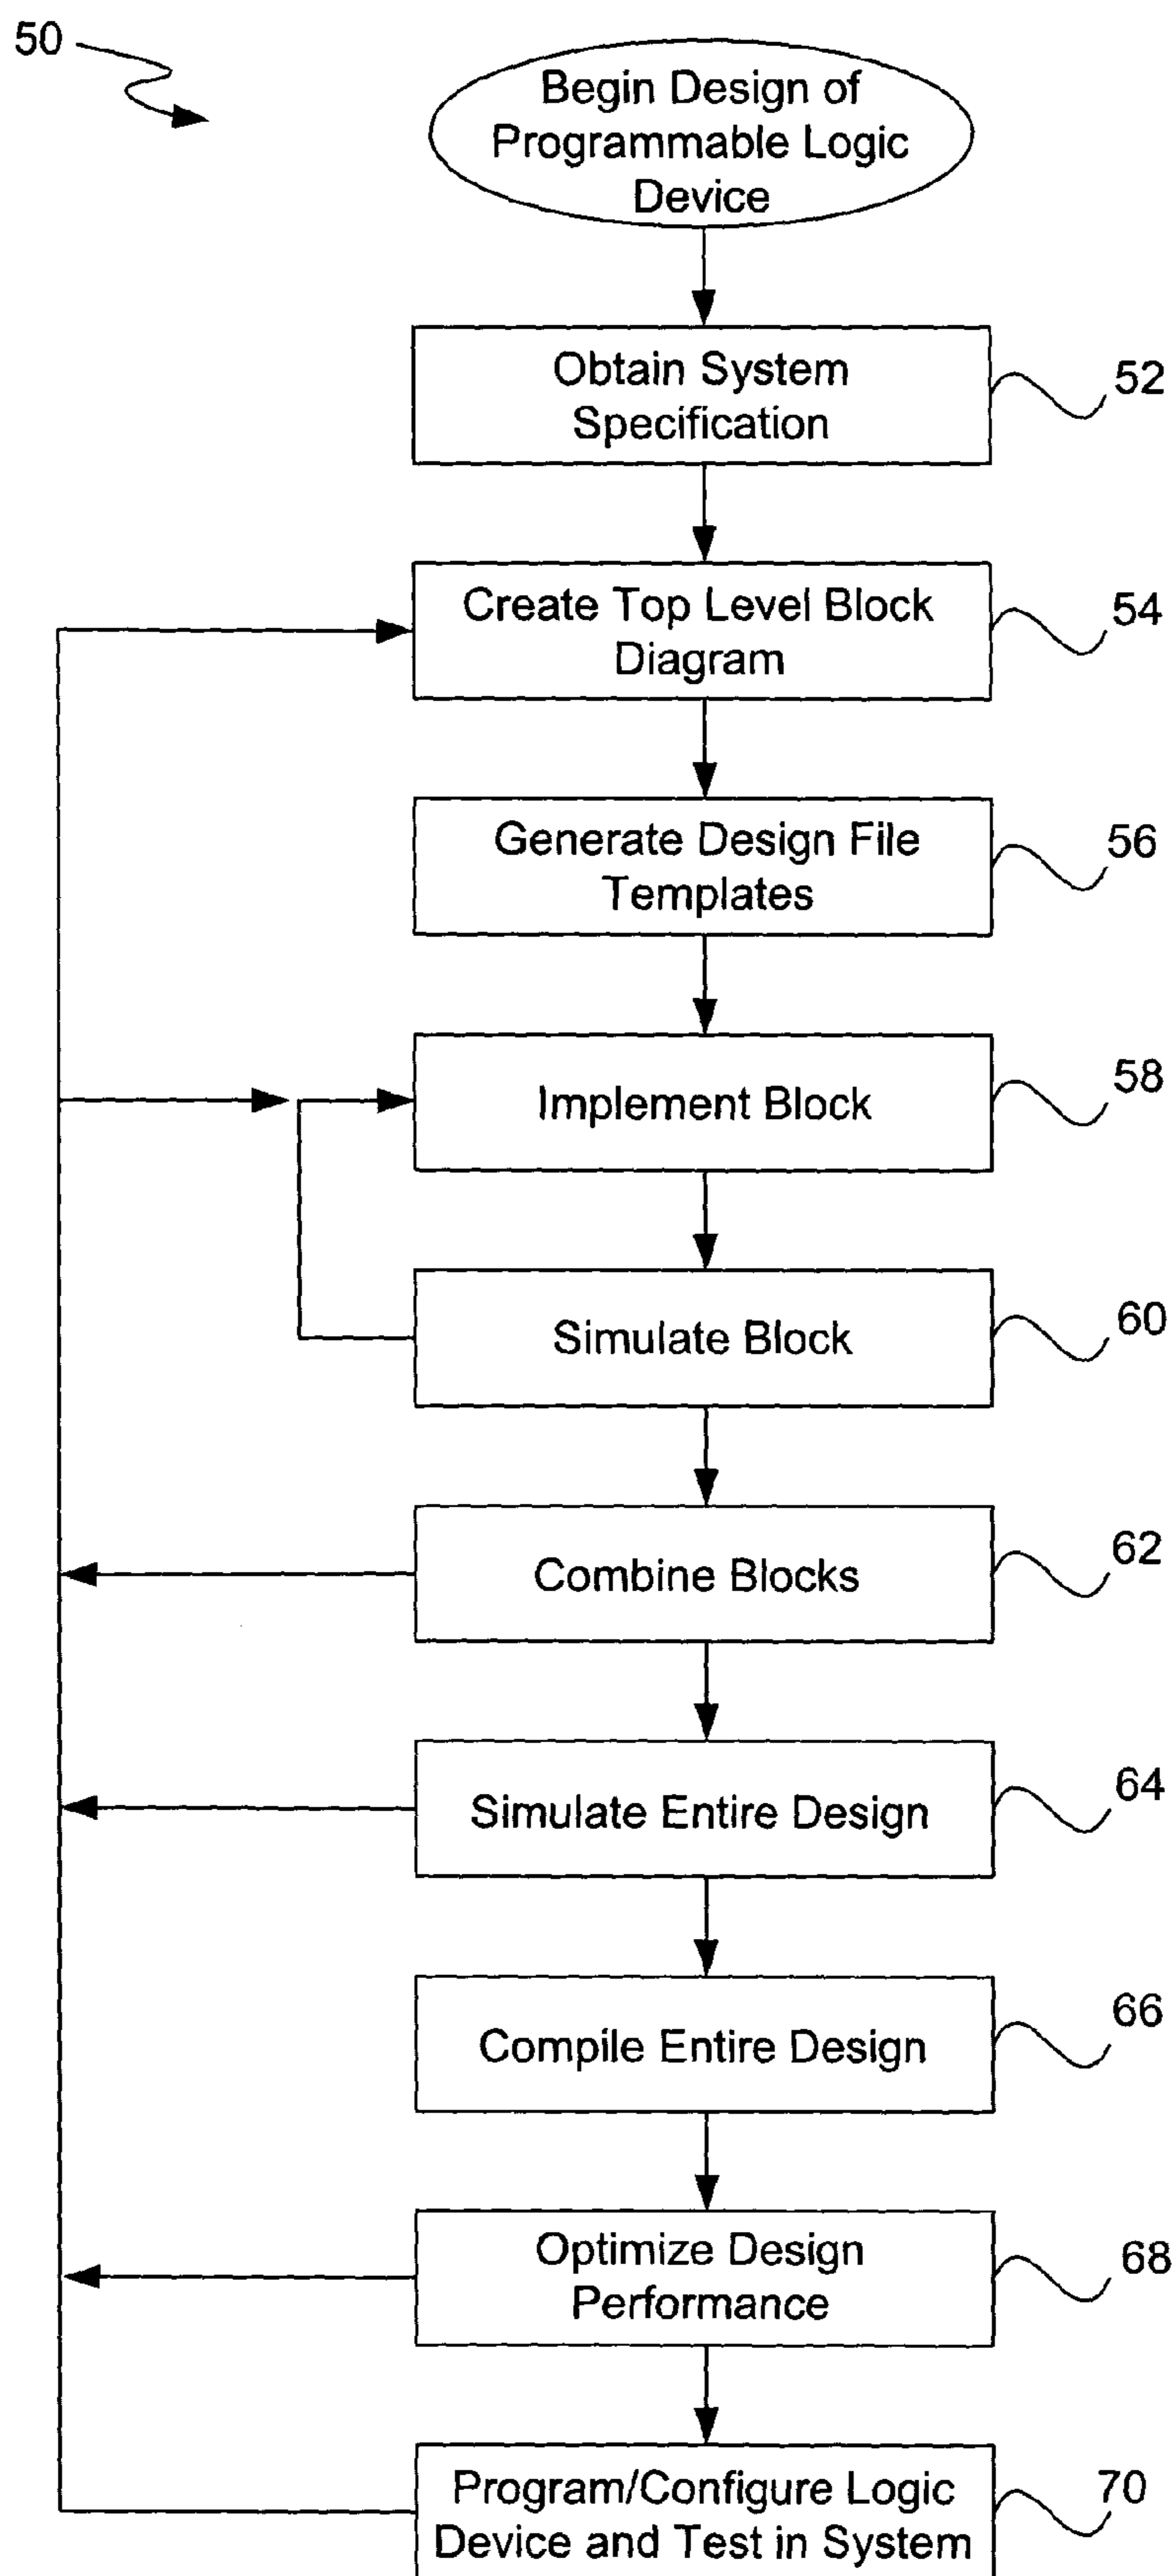 50
Begin Design of
Programmable Logic
Device
Obtain System
Specification
52
Create Top Level Block
Diagram
54
Generate Design File
Templates
56
Implement Block
58
Simulate Block
60
Combine Blocks
62
Simulate Entire Design
64
Compile Entire Design
66
Optimize Design
Performance
68
Program/Configure Logic
Device and Test in System
70